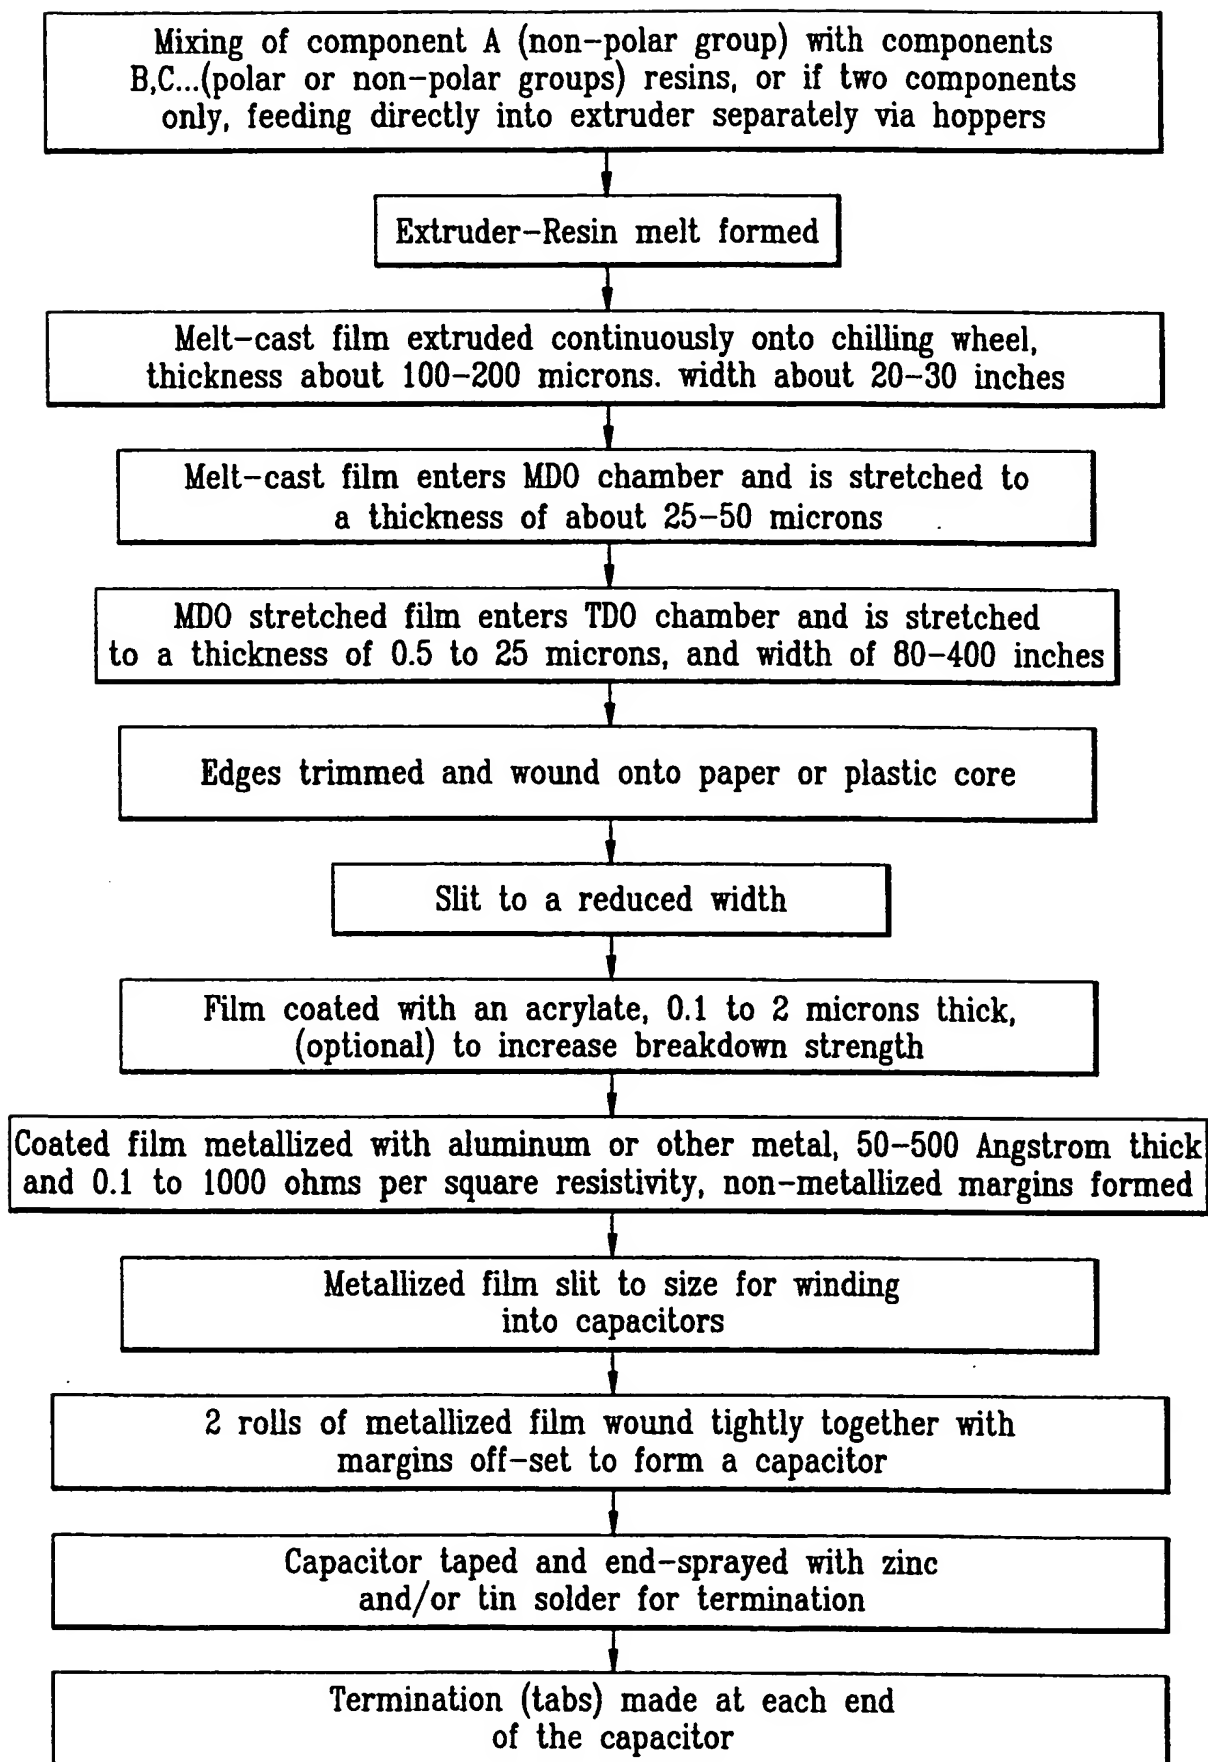 Mixing of component A (non-polar group) with components
B,C...(polar or non-polar groups) resins, or if two components
only, feeding directly into extruder separately via hoppers
Extruder-Resin melt formed
Melt-cast film extruded continuously onto chilling wheel,
thickness about 100-200 microns. width about 20-30 inches
Melt-cast film enters MDO chamber and is stretched to
a thickness of about 25-50 microns
MDO stretched film enters TDO chamber and is stretched
to a thickness of 0.5 to 25 microns, and width of 80-400 inches
Edges trimmed and wound onto paper or plastic core
Slit to a reduced width
Film coated with an acrylate, 0.1 to 2 microns thick,
(optional) to increase breakdown strength
Coated film metallized with aluminum or other metal, 50-500 Angstrom thick
and 0.1 to 1000 ohms per square resistivity, non-metallized margins formed
Metallized film slit to size for winding
into capacitors
2 rolls of metallized film wound tightly together with
margins off-set to form a capacitor
Capacitor taped and end-sprayed with zinc
and/or tin solder for termination
Termination (tabs) made at each end
of the capacitor